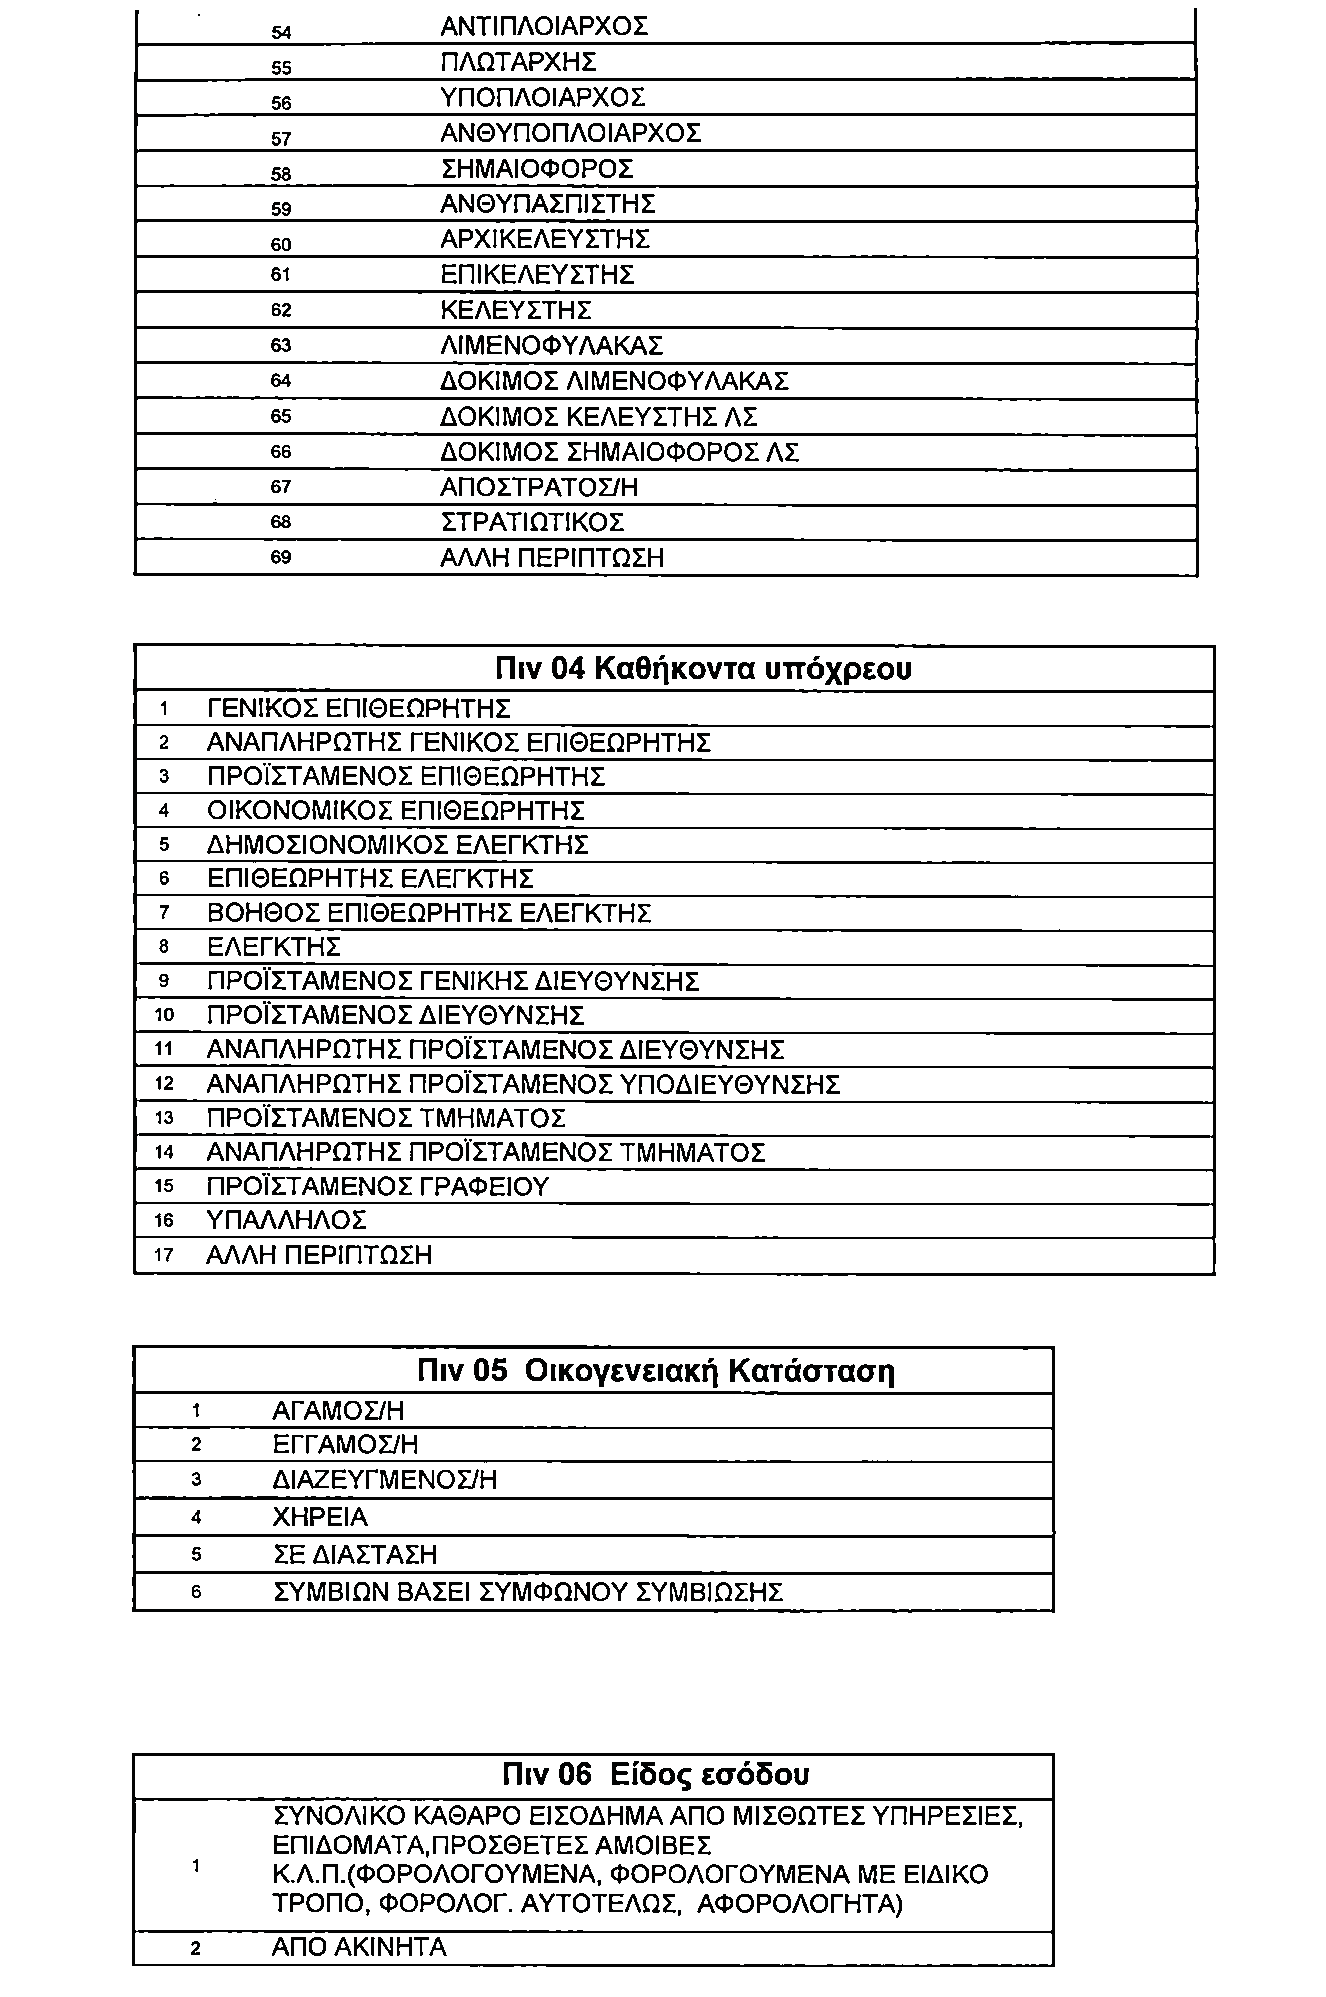 54 ΑΝΤΙΠΛΟΙΑΡΧΟΣ
55 ΠΛΩΤΑΡΧΗΣ
56 ΥΠΟΠΛΟΙΑΡΧΟΣ
57 ΑΝΘΥΠΟΠΛΟΙΑΡΧΟΣ
58 ΣΗΜΑΙΟΦΟΡΟΣ
59 ΑΝΘΥΠΑΣΠΙΣΤΗΣ
60 ΑΡΧΙΚΕΛΕΥΣΤΗΣ
61 ΕΠΙΚΕΛΕΥΣΤΗΣ
62 ΚΕΛΕΥΣΤΗΣ
63 ΛΙΜΕΝΟΦΥΛΑΚΑΣ
64 ΔΟΚΙΜΟΣ ΛΙΜΕΝΟΦΥΛΑΚΑΣ
65 ΔΟΚΙΜΟΣ ΚΕΛΕΥΣΤΗΣ ΛΣ
66 ΔΟΚΙΜΟΣ ΣΗΜΑΙΟΦΟΡΟΣ ΛΣ
67 ΑΠΟΣΤΡΑΤΟΣ/Η
68 ΣΤΡΑΤΙΩΤΙΚΟΣ
69 ΑΛΛΗ ΠΕΡΙΠΤΩΣΗ
Πιν 04 Καθήκοντα υπόχρεου
1 ΓΕΝΙΚΟΣ ΕΠΙΘΕΩΡΗΤΗΣ
2 ΑΝΑΠΛΗΡΩΤΗΣ ΓΕΝΙΚΟΣ ΕΠΙΘΕΩΡΗΤΗΣ
3 ΠΡΟΪΣΤΑΜΕΝΟΣ ΕΠΙΘΕΩΡΗΤΗΣ
4 ΟΙΚΟΝΟΜΙΚΟΣ ΕΠΙΘΕΩΡΗΤΗΣ
5 ΔΗΜΟΣΙΟΝΟΜΙΚΟΣ ΕΛΕΓΚΤΗΣ
6 ΕΠΙΘΕΩΡΗΤΗΣ ΕΛΕΓΚΤΗΣ
7 ΒΟΗΘΟΣ ΕΠΙΘΕΩΡΗΤΗΣ ΕΛΕΓΚΤΗΣ
8 ΕΛΕΓΚΤΗΣ
9 ΠΡΟΪΣΤΑΜΕΝΟΣ ΓΕΝΙΚΗΣ ΔΙΕΥΘΥΝΣΗΣ
10 ΠΡΟΪΣΤΑΜΕΝΟΣ ΔΙΕΥΘΥΝΣΗΣ
11 ΑΝΑΠΛΗΡΩΤΗΣ ΠΡΟΪΣΤΑΜΕΝΟΣ ΔΙΕΥΘΥΝΣΗΣ
12 ΑΝΑΠΛΗΡΩΤΗΣ ΠΡΟΪΣΤΑΜΕΝΟΣ ΥΠΟΔΙΕΥΘΥΝΣΗΣ
13 ΠΡΟΪΣΤΑΜΕΝΟΣ ΤΜΗΜΑΤΟΣ
14 ΑΝΑΠΛΗΡΩΤΗΣ ΠΡΟΪΣΤΑΜΕΝΟΣ ΤΜΗΜΑΤΟΣ
15 ΠΡΟΪΣΤΑΜΕΝΟΣ ΓΡΑΦΕΙΟΥ
16 ΥΠΑΛΛΗΛΟΣ
17 ΑΛΛΗ ΠΕΡΙΠΤΩΣΗ
Πιν 05 Οικογενειακή Κατάσταση
1 ΑΓΑΜΟΣ/Η
2 ΕΓΓΑΜΟΣ/Η
3 ΔΙΑΖΕΥΓΜΕΝΟΣ/Η
4 ΧΗΡΕΙΑ
5 ΣΕ ΔΙΑΣΤΑΣΗ
6 ΣΥΜΒΙΩΝ ΒΑΣΕΙ ΣΥΜΦΩΝΟΥ ΣΥΜΒΙΩΣΗΣ
Πιν 06 Είδος εσόδου
ΣΥΝΟΛΙΚΟ ΚΑΘΑΡΟ ΕΙΣΟΔΗΜΑ ΑΠΟ ΜΙΣΘΩΤΕΣ ΥΠΗΡΕΣΙΕΣ,
ΕΠΙΔΟΜΑΤΑ,ΠΡΟΣΘΕΤΕΣ ΑΜΟΙΒΕΣ
1 Κ.Λ.Π.(ΦΟΡΟΛΟΓΟΥΜΕΝΑ, ΦΟΡΟΛΟΓΟΥΜΕΝΑ ΜΕ ΕΙΔΙΚΟ
ΤΡΟΠΟ, ΦΟΡΟΛΟΓ. ΑΥΤΟΤΕΛΩΣ, ΑΦΟΡΟΛΟΓΗΤΑ)
2 ΑΠΟ ΑΚΙΝΗΤΑ